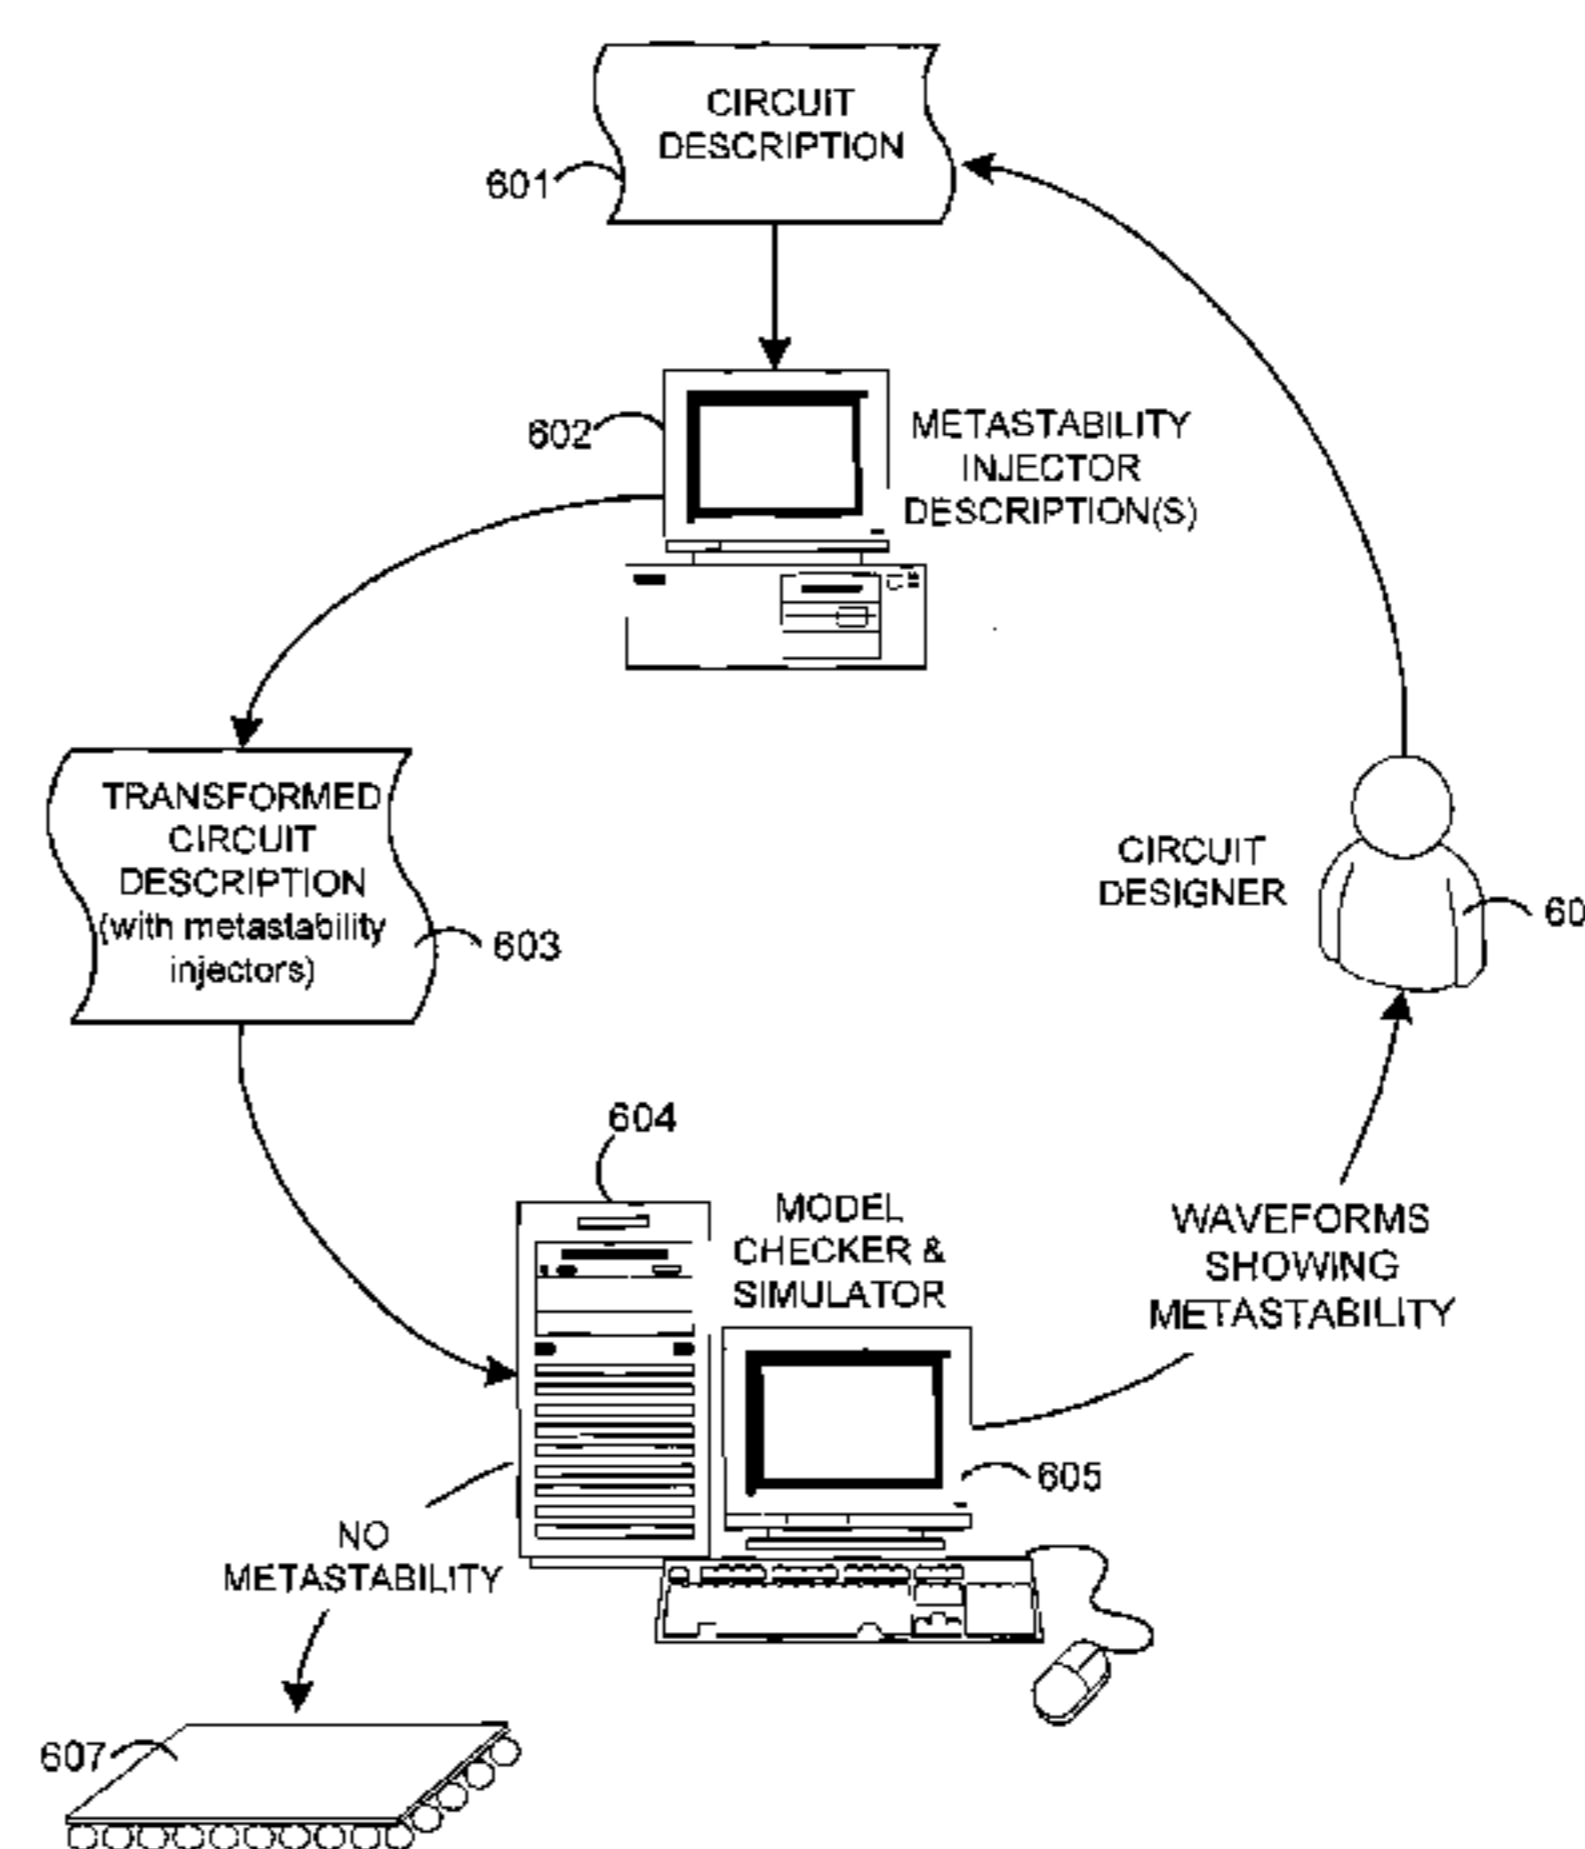 CIRCUIT
DESCRIPTION
601
602
METASTABILITY
INJECTOR
DESCRIPTION(S)
TRANSFORMED
CIRCUIT
DESCRIPTION
(with metastability
injectors)
603
CIRCUIT
DESIGNER
60
604
MODEL
CHECKER &
SIMULATOR
WAVEFORMS
SHOWING
METASTABILITY
605
NO
METASTABILITY
607